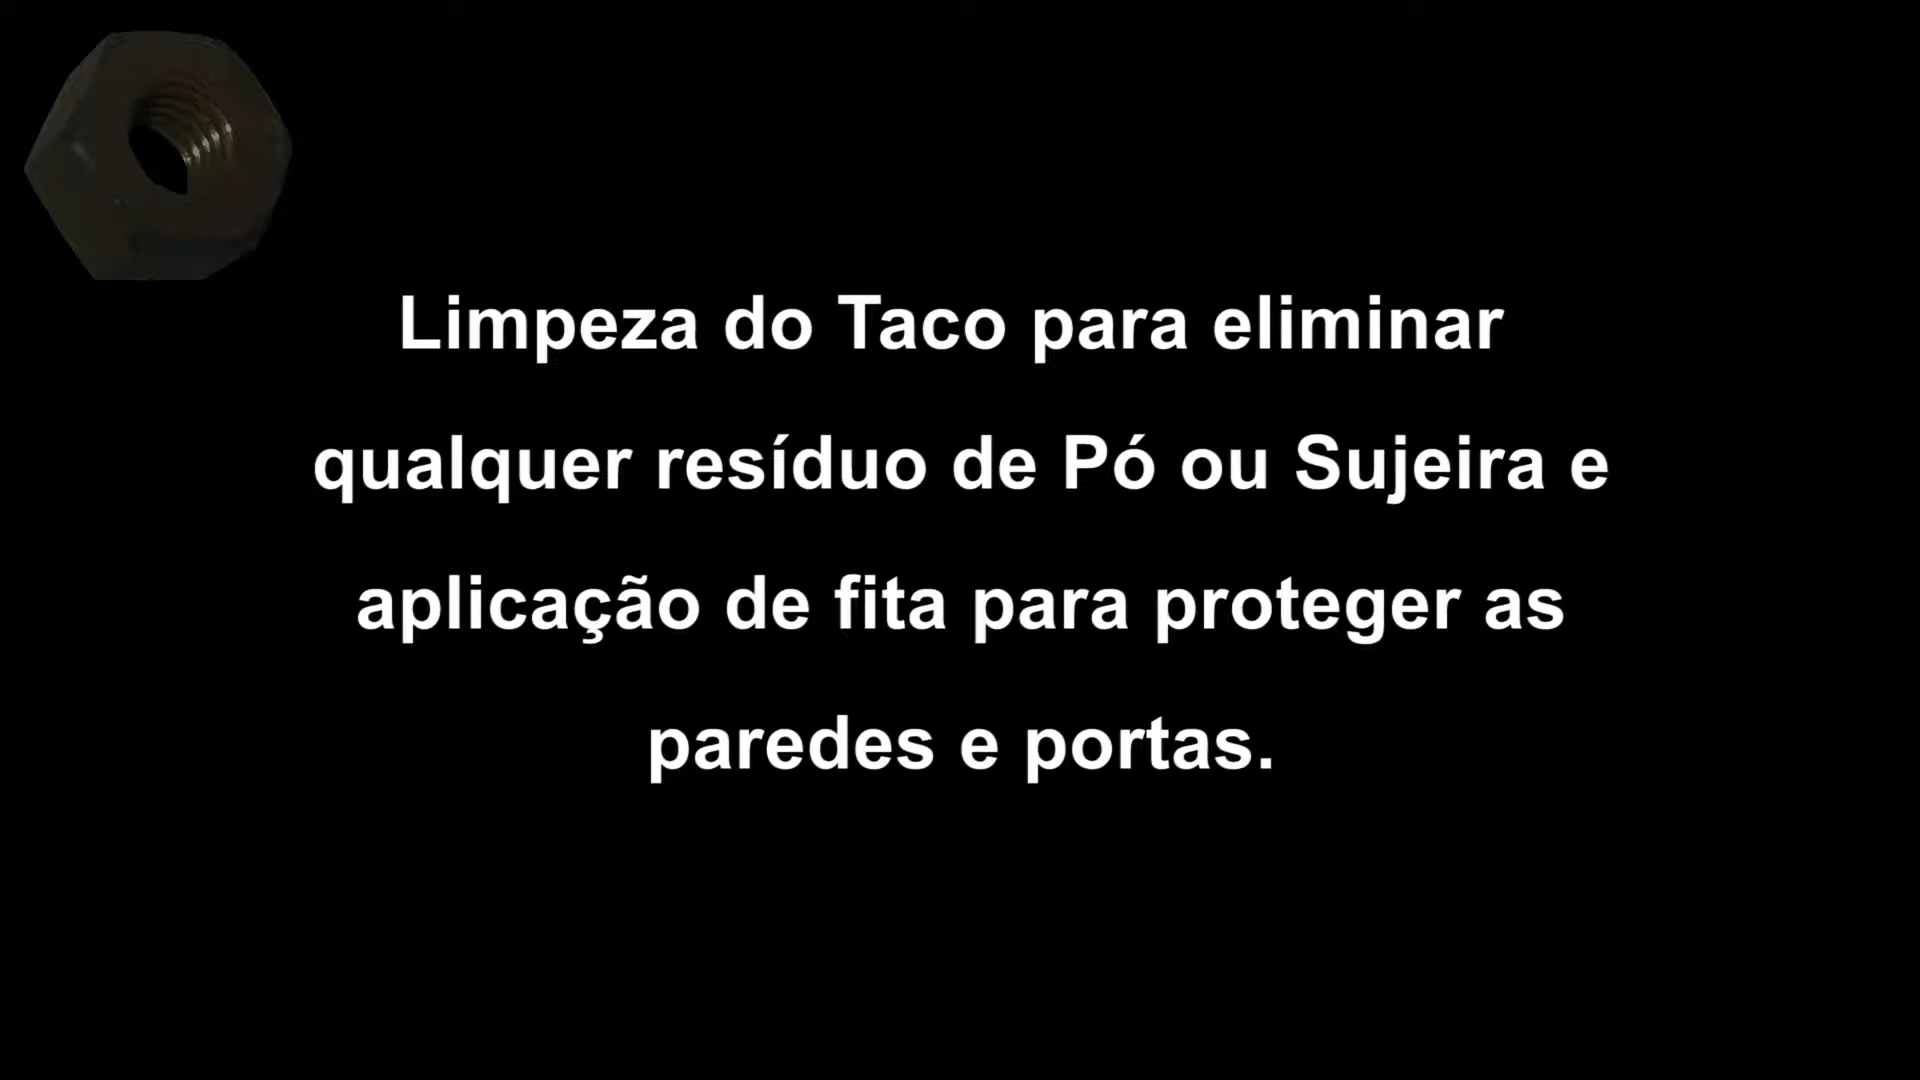 Limpeza do Taco para eliminar
qualquer resíduo de Pó ou Sujeira e
aplicação de fita para proteger as
paredes e portas.